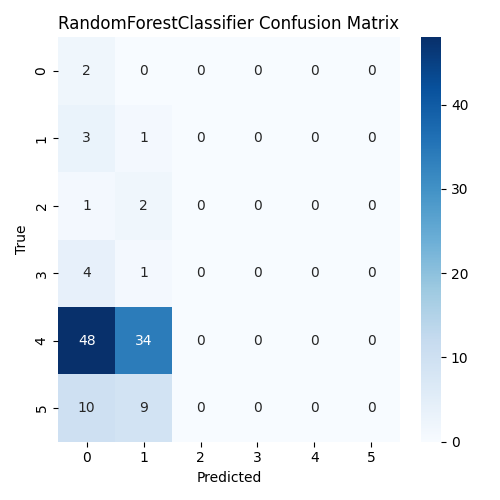 RandomForestClassifier Confusion Matrix
0 2 0 0 0 0 0
1 3 1 0 0 0 0
2 1 2 0 0 0 0
3 4 1 0 0 0 0
4 48 34 0 0 0 0
5 10 9 0 0 0 0
0 1 2 3 4 5
Predicted
True
40
30
20
10
0